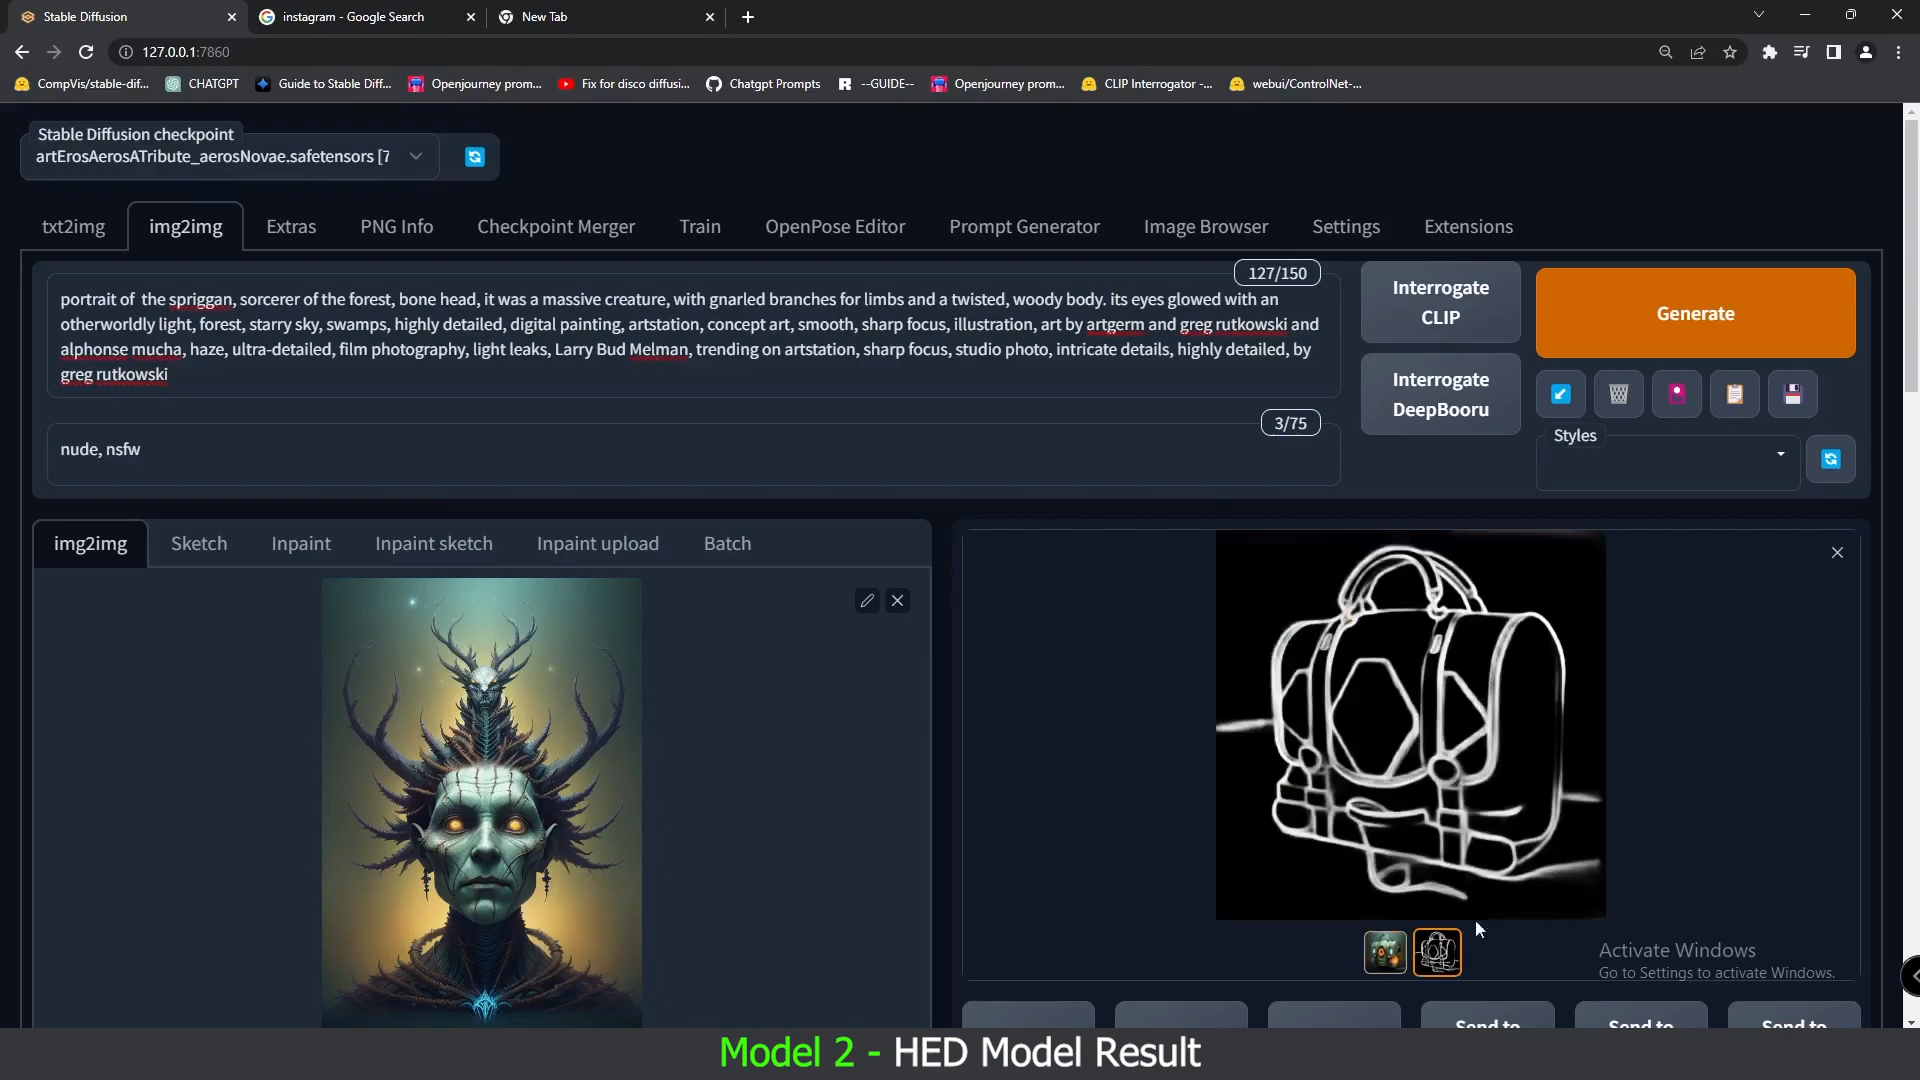 Stable Diffusion
instagram - Google Search
New Tab
127.0.0.1:7860
CompVis/stable-dif...
CHATGPT
Guide to Stable Diff...
Openjourney prom...
Fix for disco diffusi...
Chatgpt Prompts
--GUIDE--
Openjourney prom...
CLIP Interrogator -...
webui/ControlNet-...
Stable Diffusion checkpoint
artErosAerosATribute_aerosNovae.safetensors [7
txt2img
img2img
Extras
PNG Info
Checkpoint Merger
Train
OpenPose Editor
Prompt Generator
Image Browser
Settings
Extensions
127/150
portrait of the spriggan, sorcerer of the forest, bone head, it was a massive creature, with gnarled branches for limbs and a twisted, woody body. its eyes glowed with an
otherworldly light, forest, starry sky, swamps, highly detailed, digital painting, artstation, concept art, smooth, sharp focus, illustration, art by artgerm and greg rutkowski and
alphonse mucha, haze, ultra-detailed, film photography, light leaks, Larry Bud Melman, trending on artstation, sharp focus, studio photo, intricate details, highly detailed, by
greg rutkowski
3/75
nude, nsfw
Interrogate
CLIP
Interrogate
DeepBooru
Generate
Styles
img2img
Sketch
Inpaint
Inpaint sketch
Inpaint upload
Batch
Activate Windows
Go to Settings to activate Windows.
Send to
Send to
Send to
Model 2 - HED Model Result